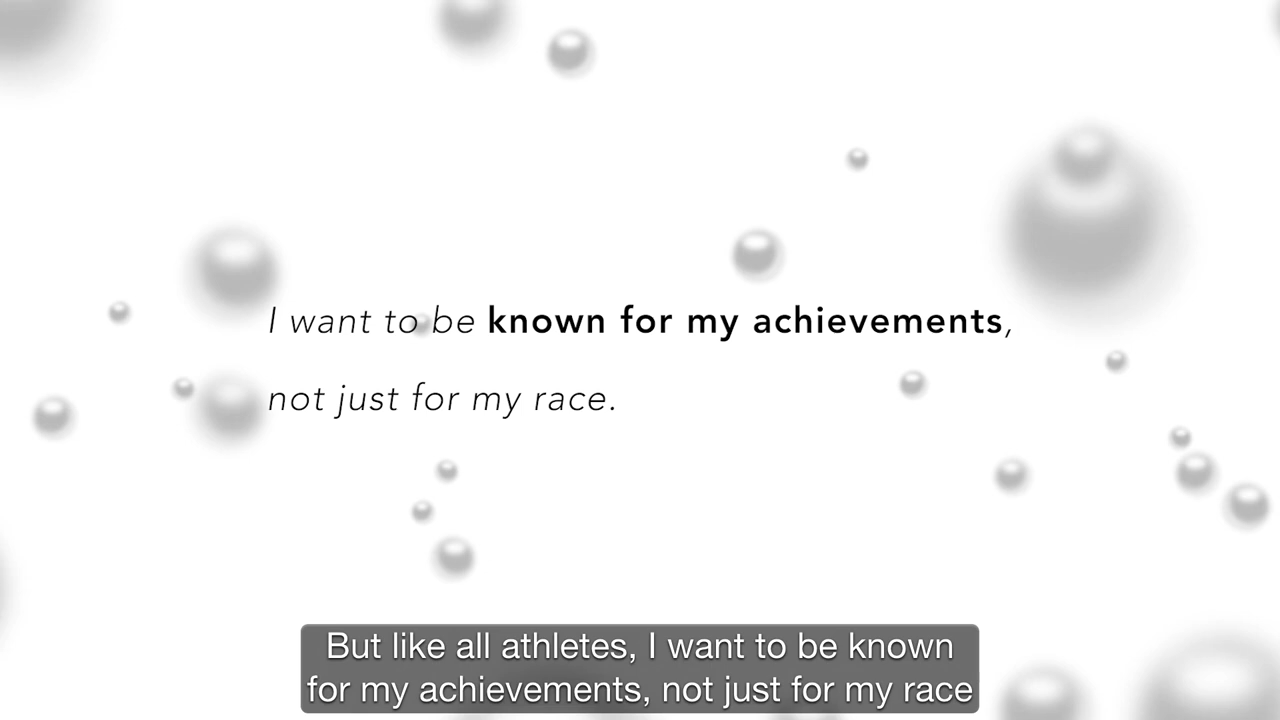 I want to be known for my achievements,
not just for my race.
But like all athletes, I want to be known
for my achievements, not just for my race